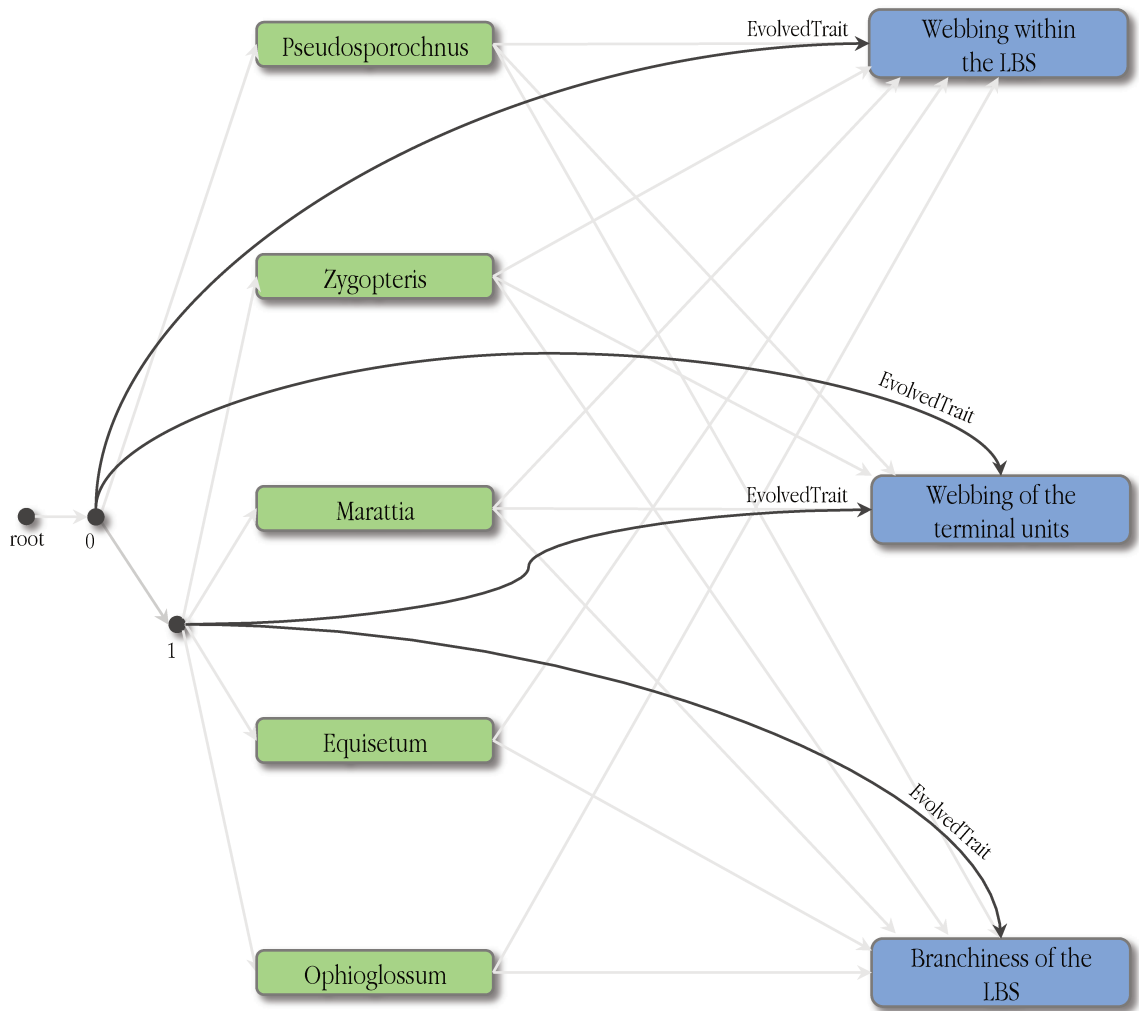 EvolvedTrait
Webbing within
the LBS
Pseudosporochnus
Zygopteris
EvolvedTrait
Marattia
EvolvedTrait
Webbing of the
terminal units
root
0
1
Equisetum
EvolvedTrait
Ophioglossum
Branchiness of the
LBS